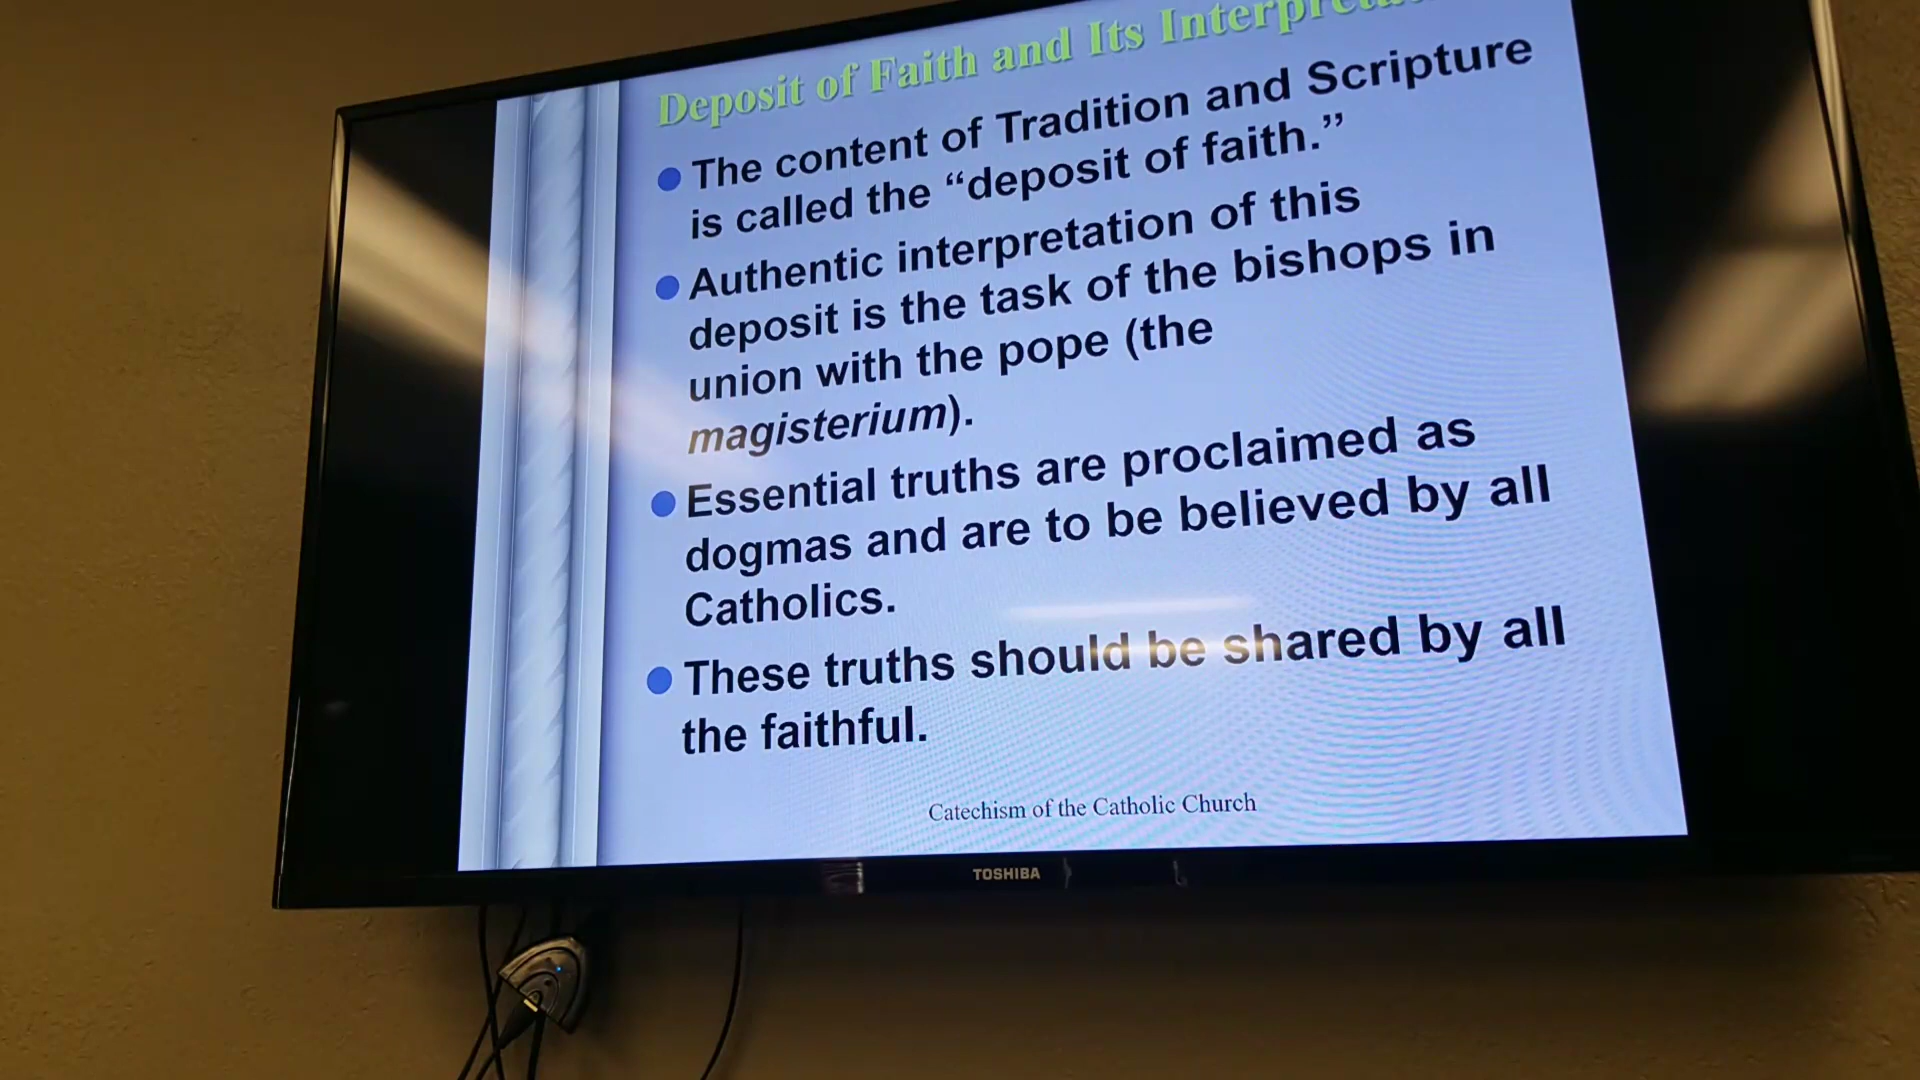 Deposit of Faith and Its
The content of Tradition and Scripture
is called the “deposit of faith.”
Authentic interpretation of this
deposit is the task of the bishops in
union with the pope (the
magisterium).
Essential truths are proclaimed as
dogmas and are to be believed by all
Catholics.
These truths should be shared by all
the faithful.
Catechism of the Catholic Church
TOSHIBA